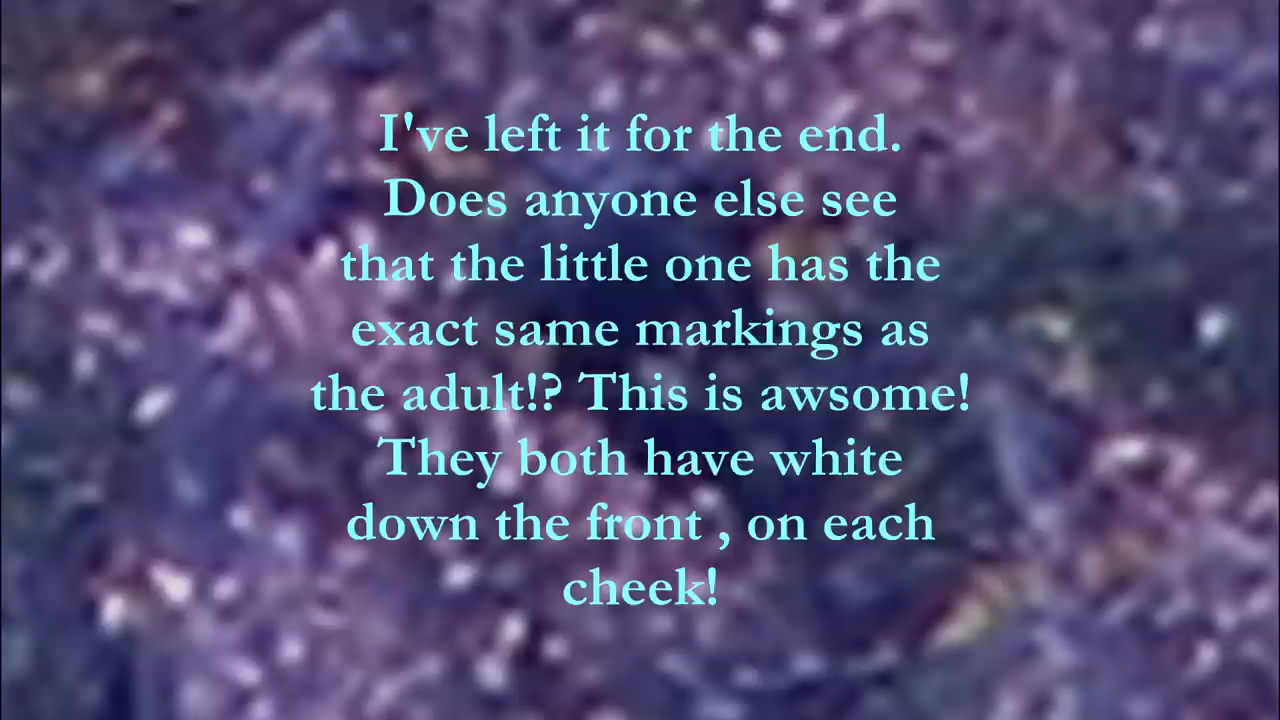 I've left it for the end.
Does anyone else see
that the little one has the
exact same markings as
the adult!? This is awsome!
They both have white
down the front , on each
cheek!